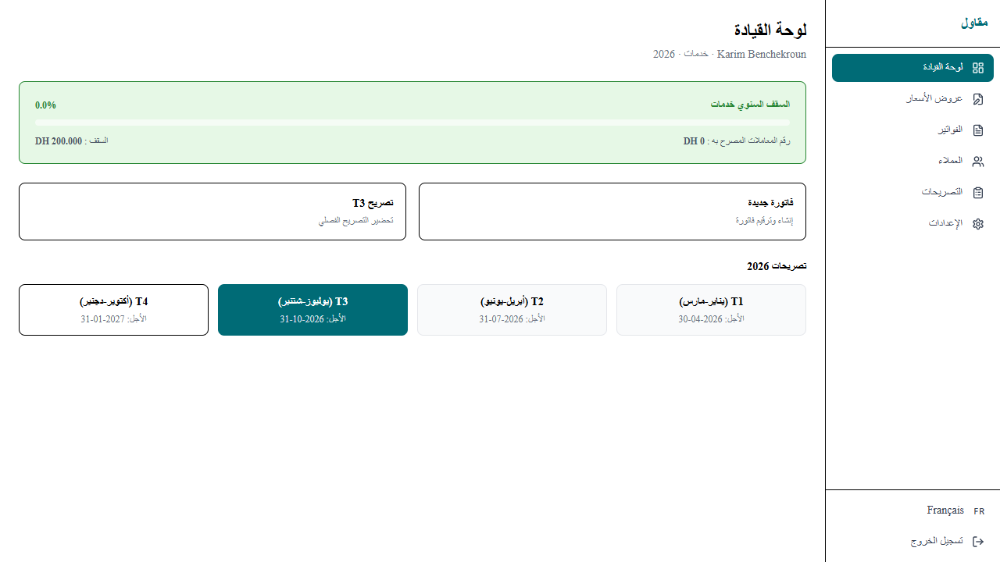 مقاول
لوحة القيادة
عروض الأسعار
الفواتير
العملاء
التصريحات
الإعدادات
FR Français
تسجيل الخروج
لوحة القيادة
Karim Benchekroun · خدمات · 2026
السقف السنوي خدمات
0.0%
رقم المعاملات المصرح به : 0 DH
السقف : 200.000 DH
فاتورة جديدة
إنشاء وترقيم فاتورة
تصريح T3
تحضير التصريح الفصلي
تصريحات 2026
T1 (يناير-مارس)
الأجل: 2026-04-30
T2 (أبريل-يونيو)
الأجل: 2026-07-31
T3 (يوليوز-شتنبر)
الأجل: 2026-10-31
T4 (أكتوبر-دجنبر)
الأجل: 2027-01-31